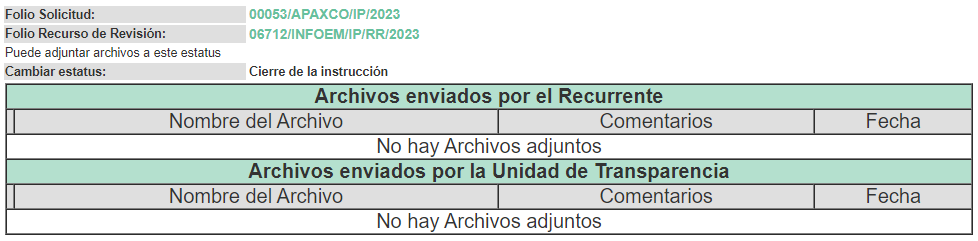 Folio Solicitud: 00053/APAXCO/IP/2023
Folio Recurso de Revisión: 06712/INFOEM/IP/RR/2023
Puede adjuntar archivos a este estatus
Cambiar estatus: Cierre de la instrucción
Archivos enviados por el Recurrente
Nombre del Archivo Comentarios Fecha
No hay Archivos adjuntos
Archivos enviados por la Unidad de Transparencia
Nombre del Archivo Comentarios Fecha
No hay Archivos adjuntos